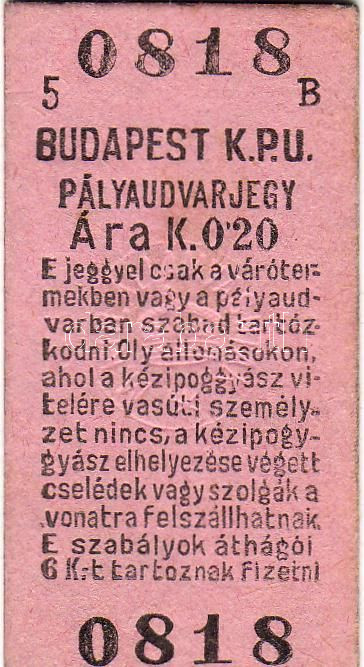 0818
5 B
BUDAPEST K.P.U.
PÁLYAUDVARJEGY
Ára K.0'20
E jeggyel csak a váróter-
mekben vagy a pályaud-
varban szabad tartóz-
kodni. Oly állomásokon,
ahol a kézipoggyász vi-
telére vasúti személy-
zet nincs, a kézipogy-
gyász elhelyezése végett
cselédek vagy szolgák a
vonatra felszállhatnak.
E szabályok áthágói
6 K.-t tartoznak fizetni
0818